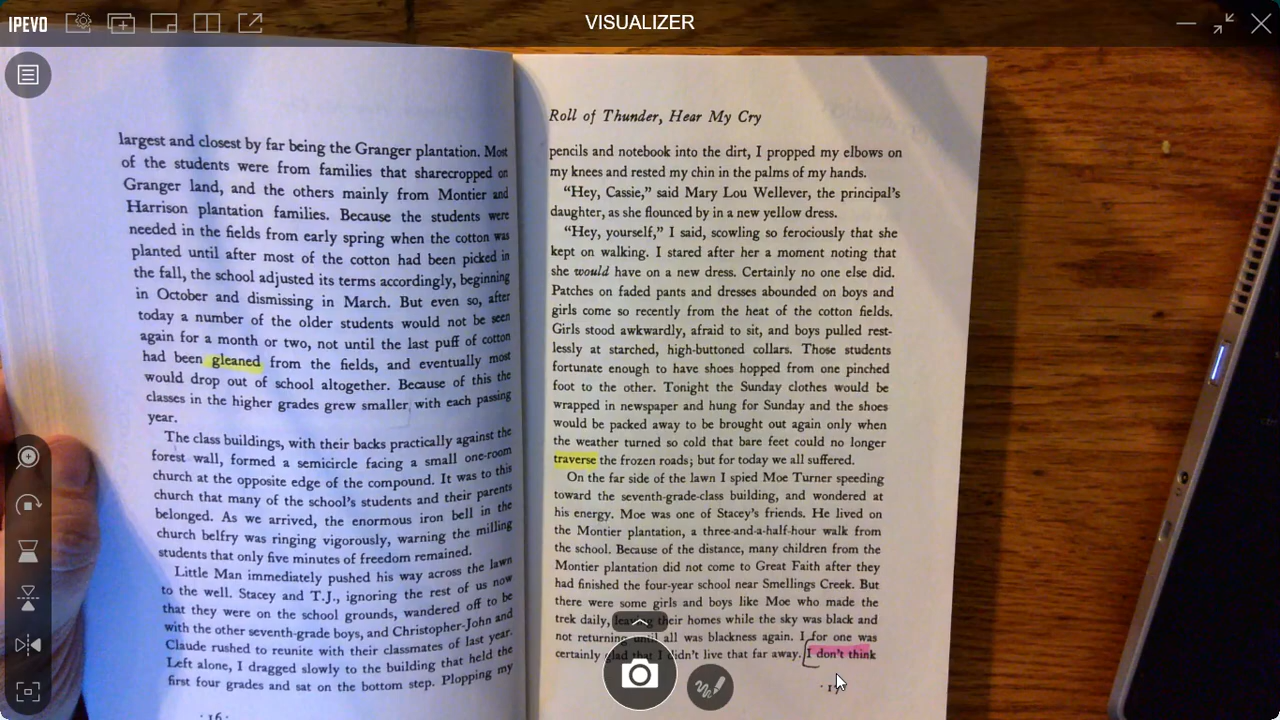 IPEVO
VISUALIZER
largest and closest by far being the Granger plantation. Most
of the students were from families that sharecropped on
Granger land, and the others mainly from Montier and
Harrison plantation families. Because the students were
needed in the fields from early spring when the cotton was
planted until after most of the cotton had been picked in
the fall, the school adjusted its terms accordingly, beginning
in October and dismissing in March. But even so, after
today a number of the older students would not be seen
again for a month or two, not until the last puff of cotton
had been gleaned from the fields, and eventually most
would drop out of school altogether. Because of this the
classes in the higher grades grew smaller with each passing
year.
The class buildings, with their backs practically against the
forest wall, formed a semicircle facing a small one-room
church at the opposite edge of the compound. It was to this
church that many of the school's students and their parents
belonged. As we arrived, the enormous iron bell in the
church belfry was ringing vigorously, warning the milling
students that only five minutes of freedom remained.
Little Man immediately pushed his way across the lawn
to the well. Stacey and T.J., ignoring the rest of us now
that they were on the school grounds, wandered off to be
with the other seventh-grade boys, and Christopher-John and
Claude rushed to reunite with their classmates of last year.
Left alone, I dragged slowly to the building that held the
first four grades and sat on the bottom step. Plopping my
· 16 ·
Roll of Thunder, Hear My Cry
pencils and notebook into the dirt, I propped my elbows on
my knees and rested my chin in the palms of my hands.
“Hey, Cassie,” said Mary Lou Wellever, the principal's
daughter, as she flounced by in a new yellow dress.
“Hey, yourself,” I said, scowling so ferociously that she
kept on walking. I stared after her a moment noting that
she would have on a new dress. Certainly no one else did.
Patches on faded pants and dresses abounded on boys and
girls come so recently from the heat of the cotton fields.
Girls stood awkwardly, afraid to sit, and boys pulled rest-
lessly at starched, high-buttoned collars. Those students
fortunate enough to have shoes hopped from one pinched
foot to the other. Tonight the Sunday clothes would be
wrapped in newspaper and hung for Sunday and the shoes
would be packed away to be brought out again only when
the weather turned so cold that bare feet could no longer
traverse the frozen roads; but for today we all suffered.
On the far side of the lawn I spied Moe Turner speeding
toward the seventh-grade-class building, and wondered at
his energy. Moe was one of Stacey's friends. He lived on
the Montier plantation, a three-and-a-half-hour walk from
the school. Because of the distance, many children from the
Montier plantation did not come to Great Faith after they
had finished the four-year school near Smellings Creek. But
there were some girls and boys like Moe who made the
trek daily, leaving their homes while the sky was black and
not returning until all was blackness again. I for one was
certainly glad that I didn't live that far away. I don't think